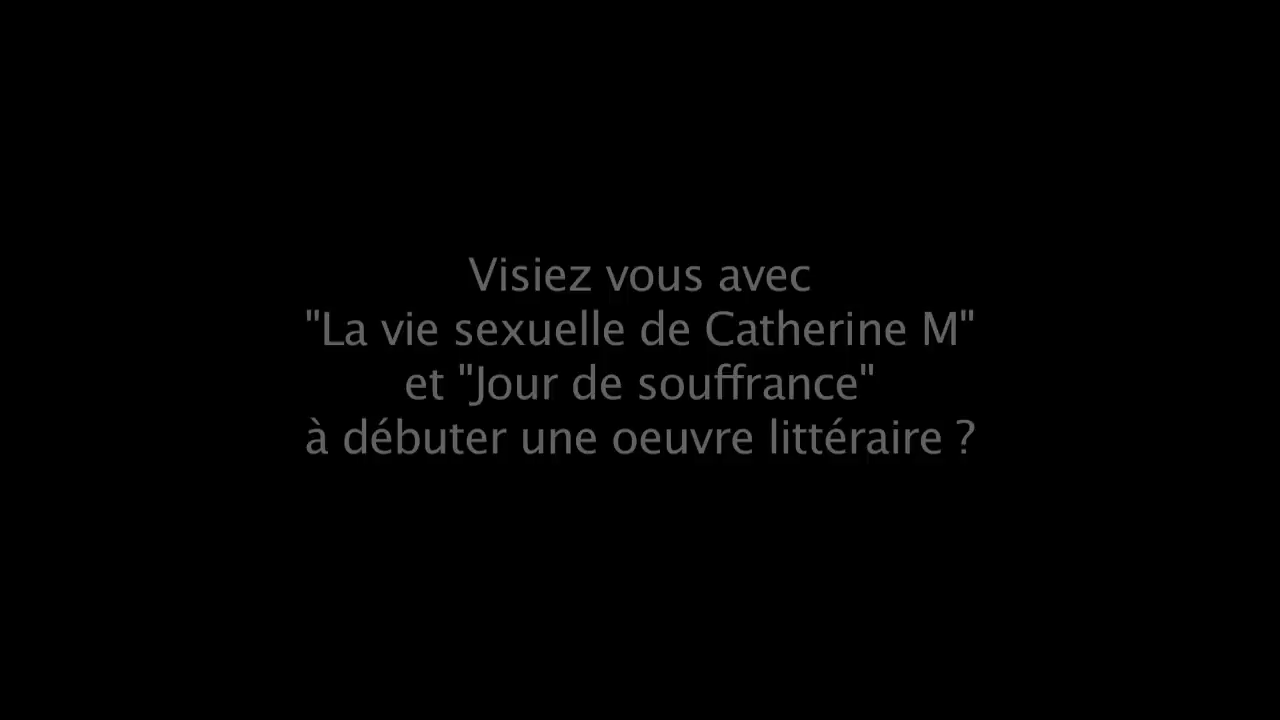 Visiez vous avec
"La vie sexuelle de Catherine M"
et "Jour de souffrance"
à débuter une oeuvre littéraire ?